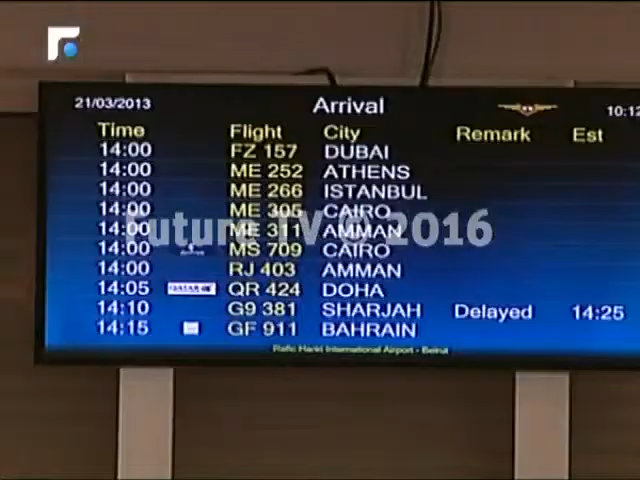 21/03/2013 Arrival 10:12
Time Flight City Remark Est
14:00 FZ 157 DUBAI
14:00 ME 252 ATHENS
14:00 ME 266 ISTANBUL
14:00 ME 305 CAIRO
14:00 ME 311 AMMAN
Future TV © 2016
14:00 MS 709 CAIRO
14:00 RJ 403 AMMAN
14:05 QATAR QR 424 DOHA
14:10 G9 381 SHARJAH Delayed 14:25
14:15 GF 911 BAHRAIN
Rafic Hariri International Airport - Beirut